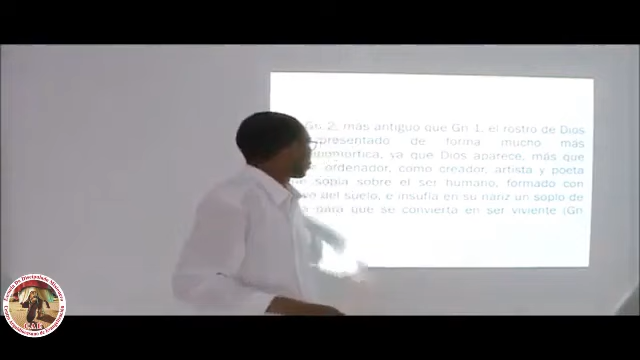 Gn 2, más antiguo que Gn 1, el rostro de Dios
presentado de forma mucho más
ya que Dios aparece, más que
ordenador, como creador, artista y poeta
sopla sobre el ser humano, formado con
del suelo, e insufla en su nariz un soplo de
para que se convierta en ser viviente (Gn